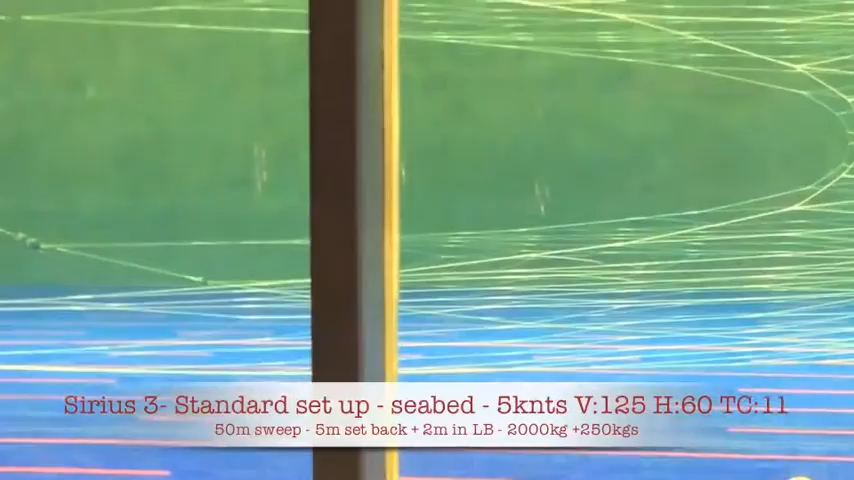 Sirius 3- Standard set up - seabed - 5knts V:125 H:60 TC:11
50m sweep - 5m set back + 2m in LB - 2000kg +250kgs